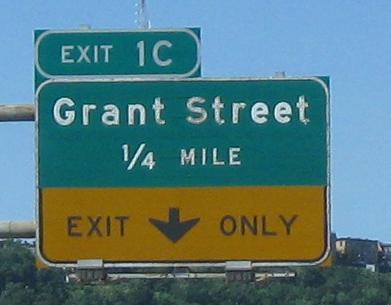 EXIT 1C
Grant Street
1/4 MILE
EXIT ONLY